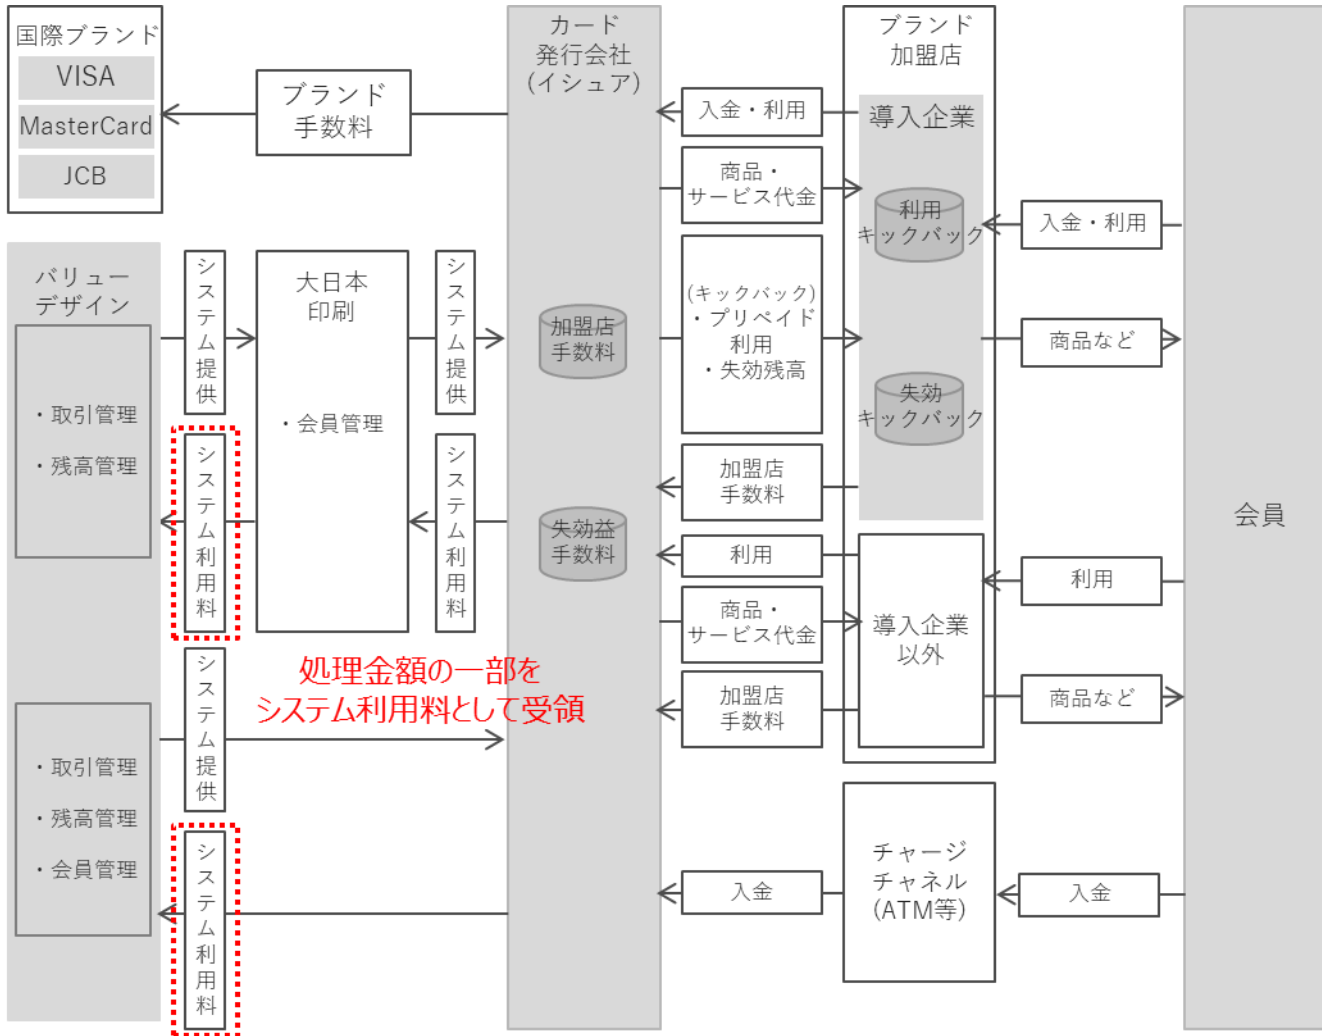 国際ブランド
VISA
MasterCard
JCB
ブランド
手数料
カード
発行会社
(イシュア)
加盟店
手数料
失効益
手数料
バリュー
デザイン
・取引管理
・残高管理
システム提供
システム利用料
大日本
印刷
・会員管理
システム提供
システム利用料
処理金額の一部を
システム利用料として受領
・取引管理
・残高管理
・会員管理
システム提供
システム利用料
入金・利用
商品・
サービス代金
(キックバック)
・プリペイド
利用
・失効残高
加盟店
手数料
利用
商品・
サービス代金
加盟店
手数料
入金
ブランド
加盟店
導入企業
利用
キックバック
失効
キックバック
導入企業
以外
チャージ
チャネル
(ATM等)
入金・利用
商品など
利用
商品など
入金
会員